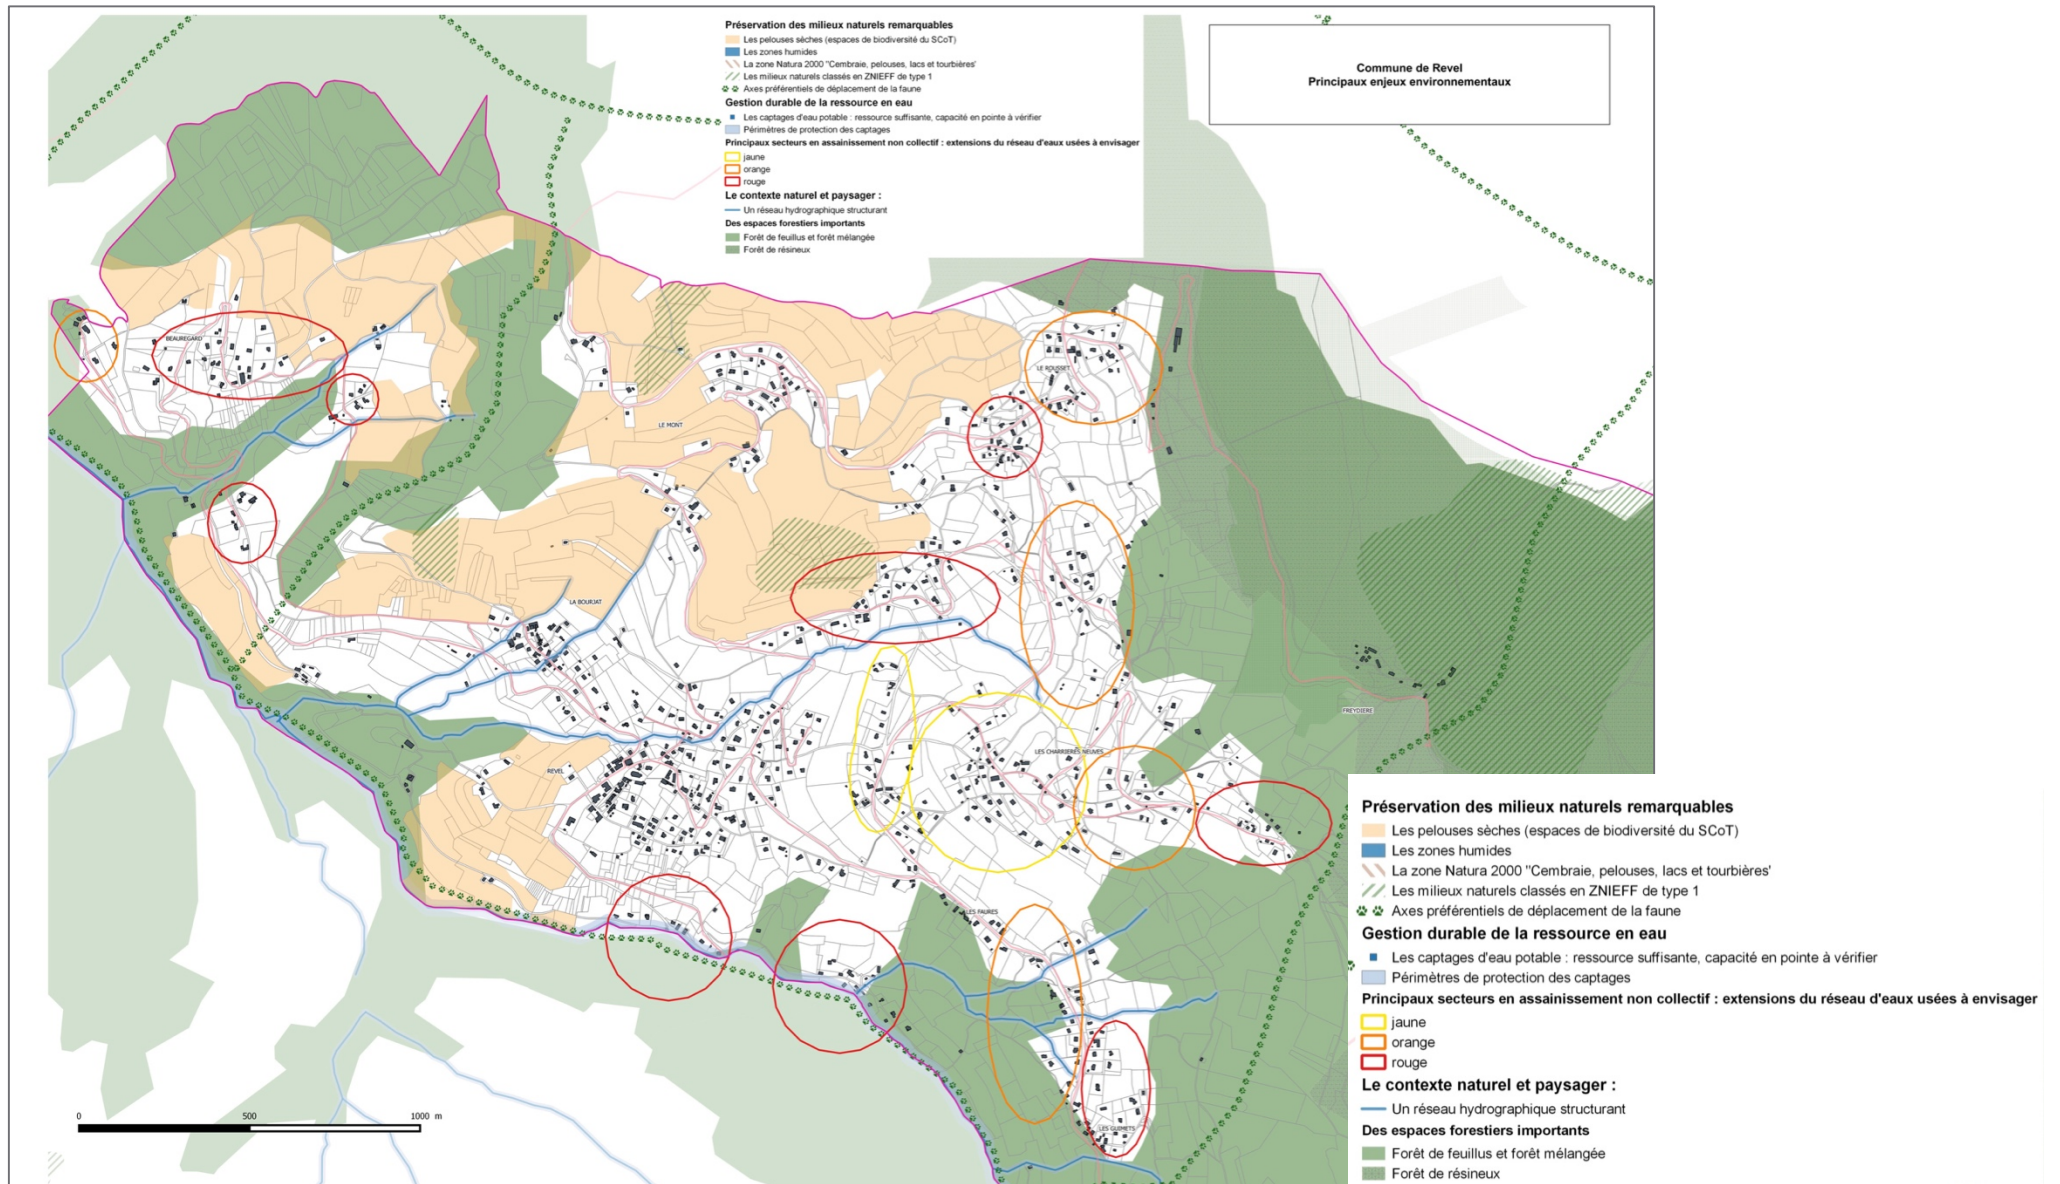 Préservation des milieux naturels remarquables
Les pelouses sèches (espaces de biodiversité du SCoT)
Les zones humides
La zone Natura 2000 "Cembraie, pelouses, lacs et tourbières'
Les milieux naturels classés en ZNIEFF de type 1
Axes préférentiels de déplacement de la faune
Gestion durable de la ressource en eau
Les captages d'eau potable : ressource suffisante, capacité en pointe à vérifier
Périmètres de protection des captages
Principaux secteurs en assainissement non collectif : extensions du réseau d'eaux usées à envisager
jaune
orange
rouge
Le contexte naturel et paysager :
Un réseau hydrographique structurant
Des espaces forestiers importants
Forêt de feuillus et forêt mélangée
Forêt de résineux
Commune de Revel
Principaux enjeux environnementaux
BEAUREGARD
LE ROUSSET
LE MONT
LA BOURJAT
FREYDIERE
LES CHARRIERES NEUVES
REVEL
LES FAURES
LES GUIMETS
0 500 1000 m
Préservation des milieux naturels remarquables
Les pelouses sèches (espaces de biodiversité du SCoT)
Les zones humides
La zone Natura 2000 "Cembraie, pelouses, lacs et tourbières'
Les milieux naturels classés en ZNIEFF de type 1
Axes préférentiels de déplacement de la faune
Gestion durable de la ressource en eau
Les captages d'eau potable : ressource suffisante, capacité en pointe à vérifier
Périmètres de protection des captages
Principaux secteurs en assainissement non collectif : extensions du réseau d'eaux usées à envisager
jaune
orange
rouge
Le contexte naturel et paysager :
Un réseau hydrographique structurant
Des espaces forestiers importants
Forêt de feuillus et forêt mélangée
Forêt de résineux